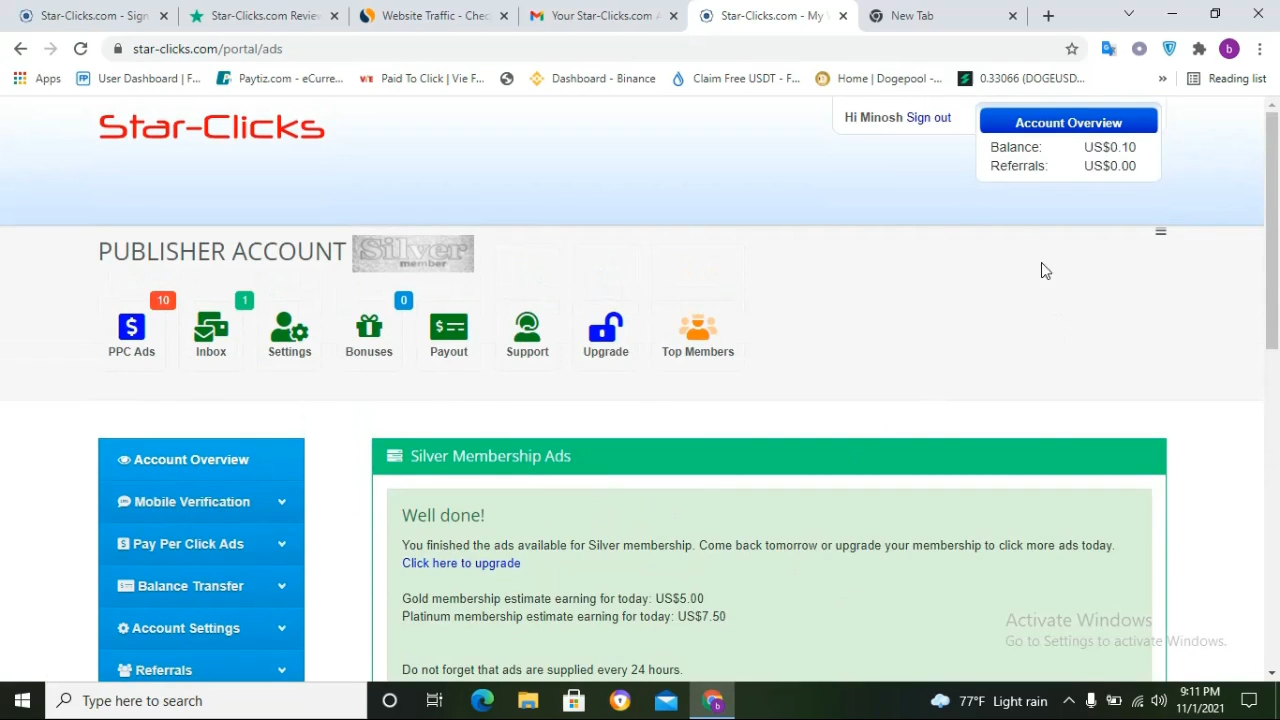 Star-Clicks.com - Sign
Star-Clicks.com Revie
Website Traffic - Chec
Your Star-Clicks.com A
Star-Clicks.com - My
New Tab
star-clicks.com/portal/ads
b
Apps
User Dashboard | F...
Paytiz.com - eCurre...
Paid To Click | Vie F...
Dashboard - Binance
Claim Free USDT - F...
Home | Dogepool -...
0.33066 (DOGEUSD...
»
Reading list
Star-Clicks
Hi Minosh Sign out
Account Overview
Balance: US$0.10
Referrals: US$0.00
PUBLISHER ACCOUNT Silver member
10
1
0
PPC Ads
Inbox
Settings
Bonuses
Payout
Support
Upgrade
Top Members
Account Overview
Mobile Verification
Pay Per Click Ads
Balance Transfer
Account Settings
Referrals
Silver Membership Ads
Well done!
You finished the ads available for Silver membership. Come back tomorrow or upgrade your membership to click more ads today.
Click here to upgrade
Gold membership estimate earning for today: US$5.00
Platinum membership estimate earning for today: US$7.50
Do not forget that ads are supplied every 24 hours.
Activate Windows
Go to Settings to activate Windows.
Type here to search
77°F Light rain
9:11 PM
11/1/2021